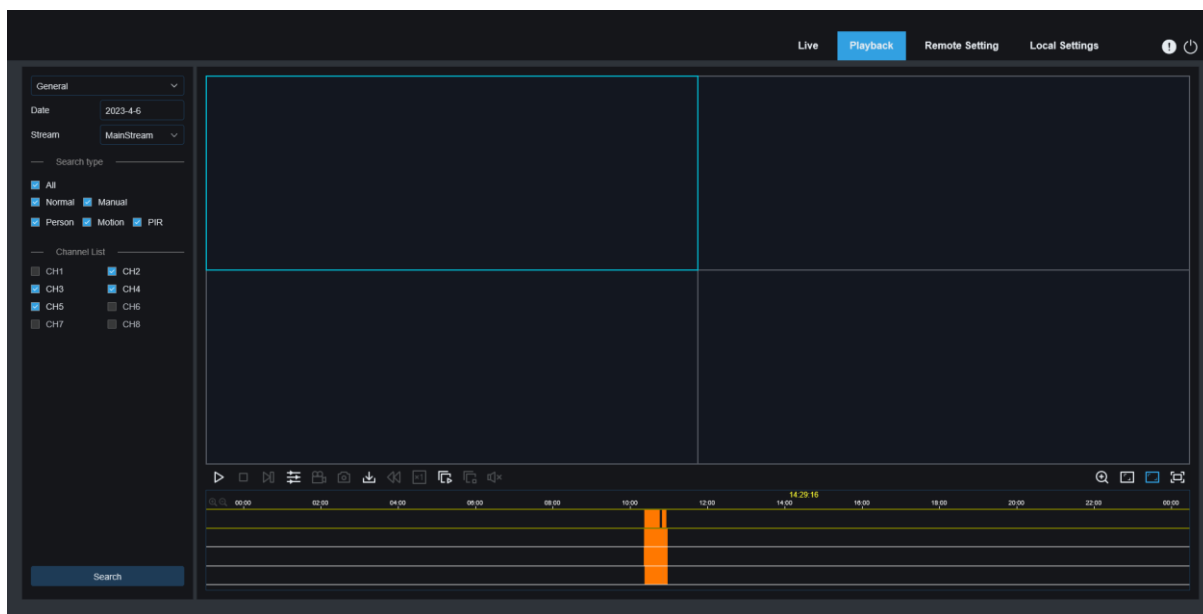 Live Playback Remote Setting Local Settings
General
Date 2023-4-6
Stream MainStream
Search type
All
Normal Manual
Person Motion PIR
Channel List
CH1 CH2
CH3 CH4
CH5 CH6
CH7 CH8
Search
×1
14:29:16
00:00 02:00 04:00 06:00 08:00 10:00 12:00 14:00 16:00 18:00 20:00 22:00 00:00